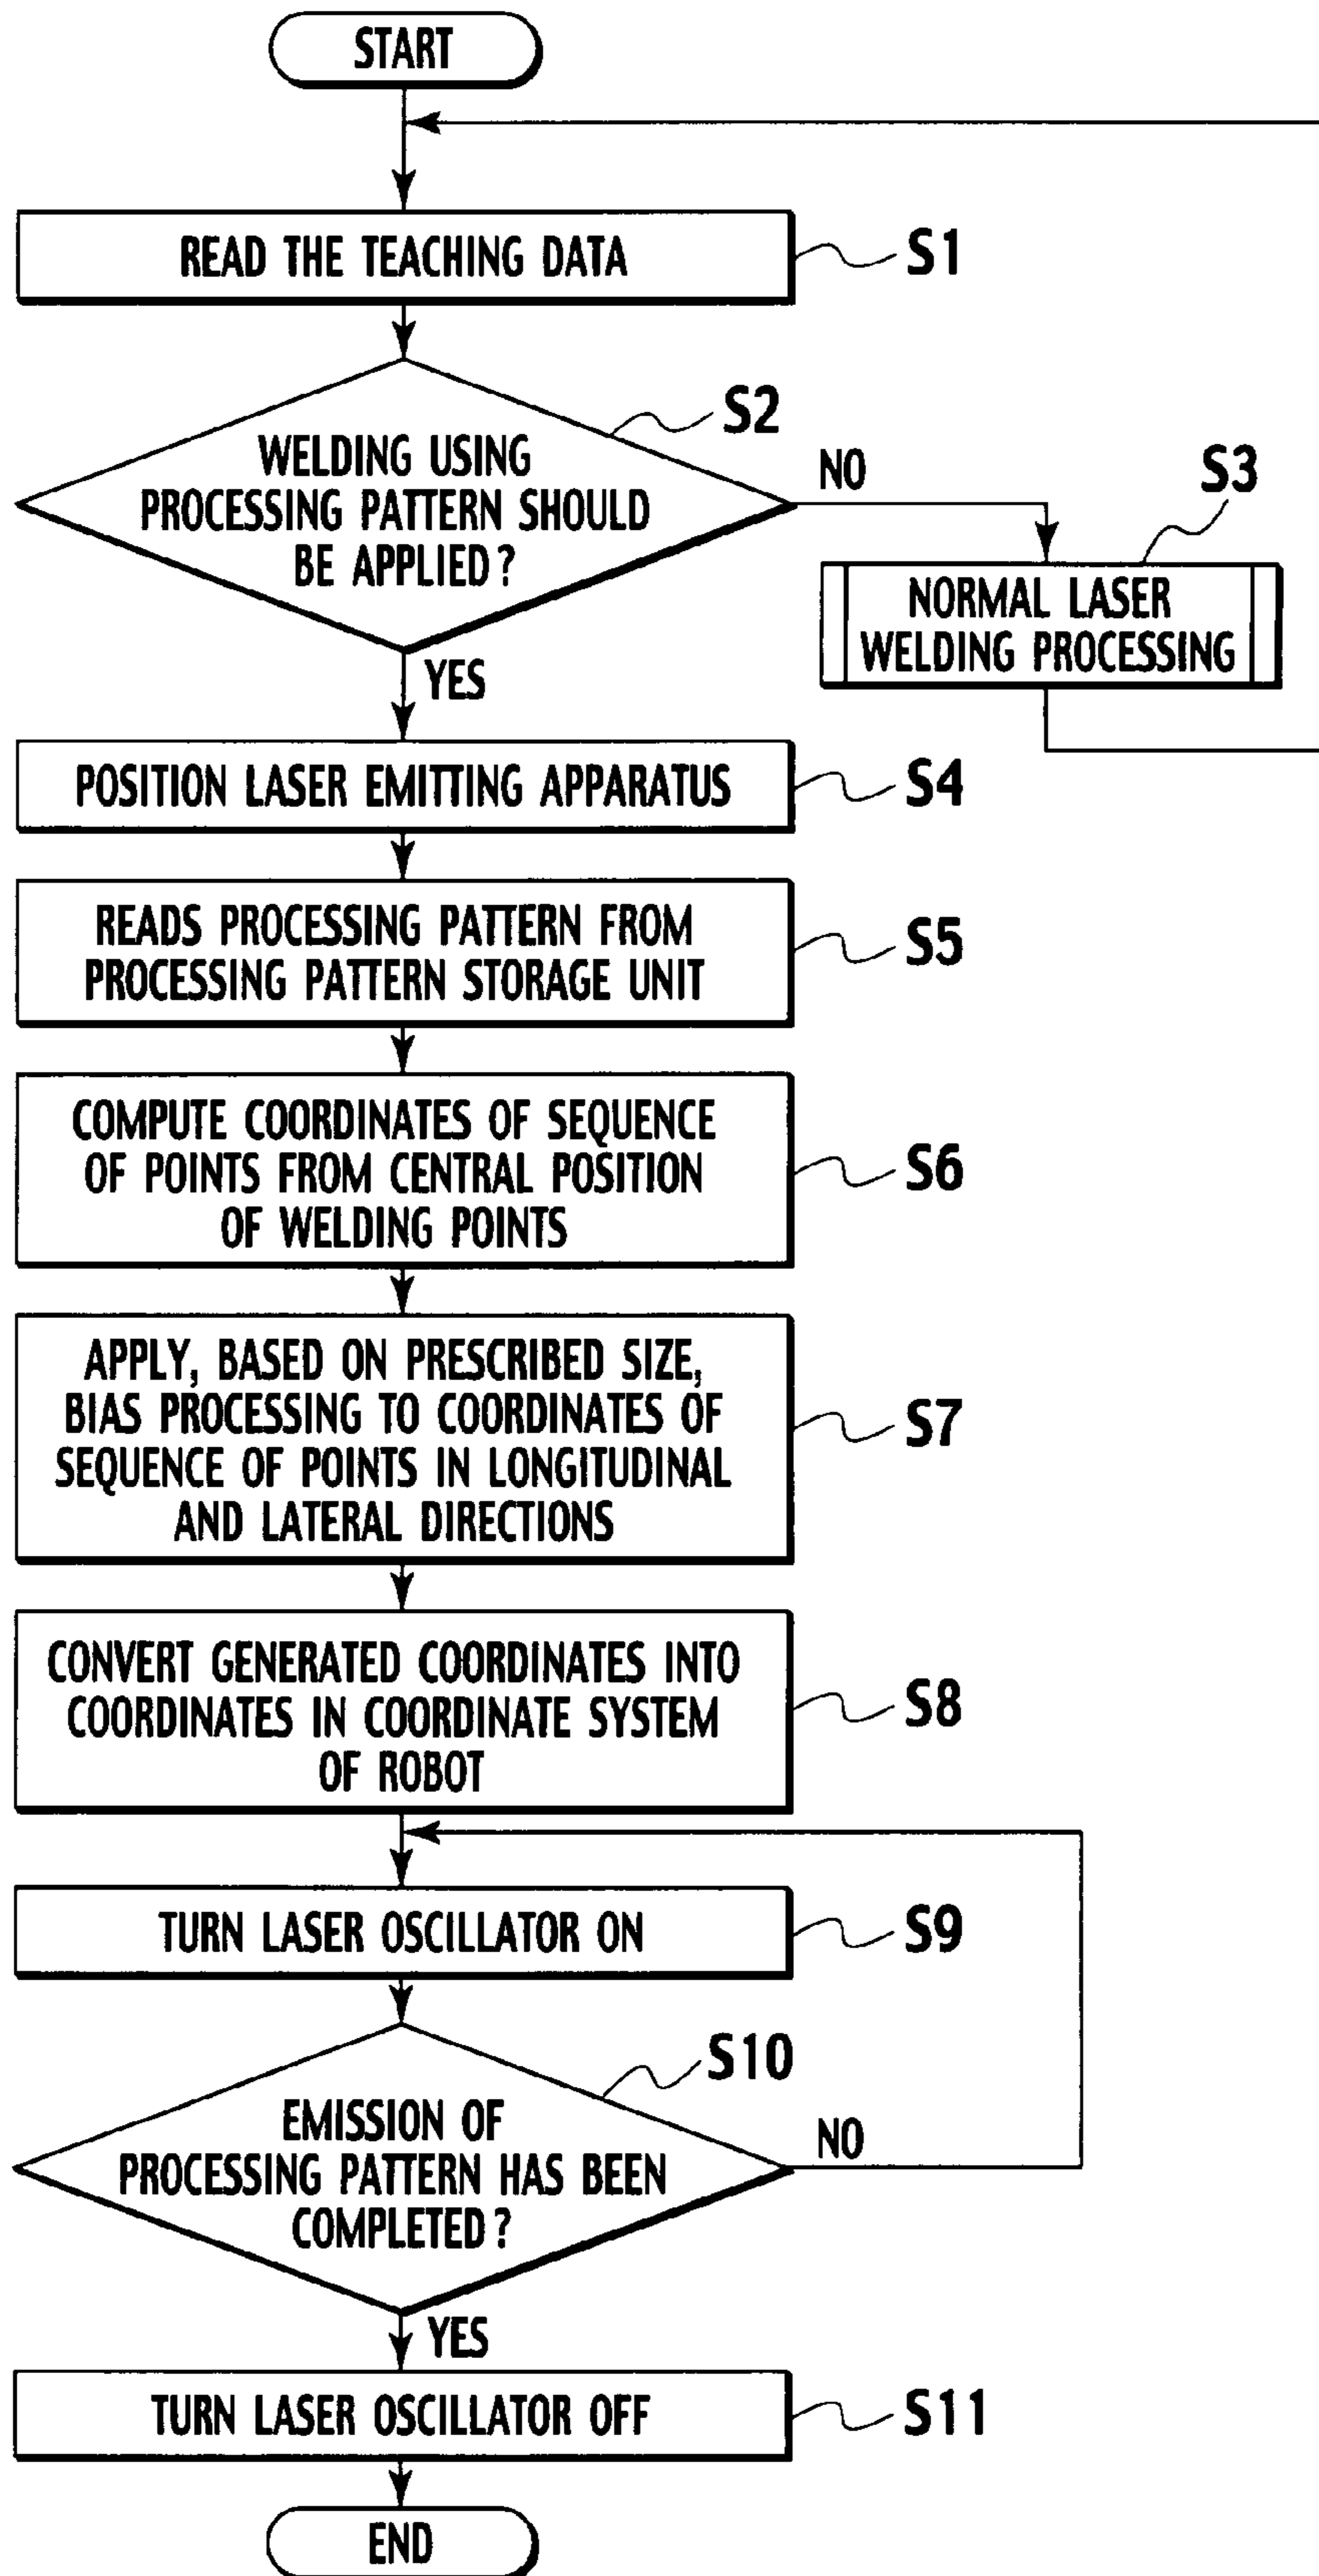 START
READ THE TEACHING DATA
S1
S2
WELDING USING
PROCESSING PATTERN SHOULD
BE APPLIED?
NO
S3
NORMAL LASER
WELDING PROCESSING
YES
POSITION LASER EMITTING APPARATUS
S4
READS PROCESSING PATTERN FROM
PROCESSING PATTERN STORAGE UNIT
S5
COMPUTE COORDINATES OF SEQUENCE
OF POINTS FROM CENTRAL POSITION
OF WELDING POINTS
S6
APPLY, BASED ON PRESCRIBED SIZE,
BIAS PROCESSING TO COORDINATES OF
SEQUENCE OF POINTS IN LONGITUDINAL
AND LATERAL DIRECTIONS
S7
CONVERT GENERATED COORDINATES INTO
COORDINATES IN COORDINATE SYSTEM
OF ROBOT
S8
TURN LASER OSCILLATOR ON
S9
S10
EMISSION OF
PROCESSING PATTERN HAS BEEN
COMPLETED?
NO
YES
TURN LASER OSCILLATOR OFF
S11
END